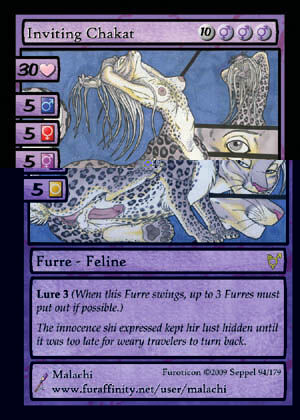 Inviting Chakat 10
30
5
5
5
5
Furre - Feline
Lure 3 (When this Furre swings, up to 3 Furres must
put out if possible.)
The innocence shi expressed kept hir lust hidden until
it was too late for weary travelers to turn back.
Malachi Furoticon ©2009 Seppel 94/179
www.furaffinity.net/user/malachi